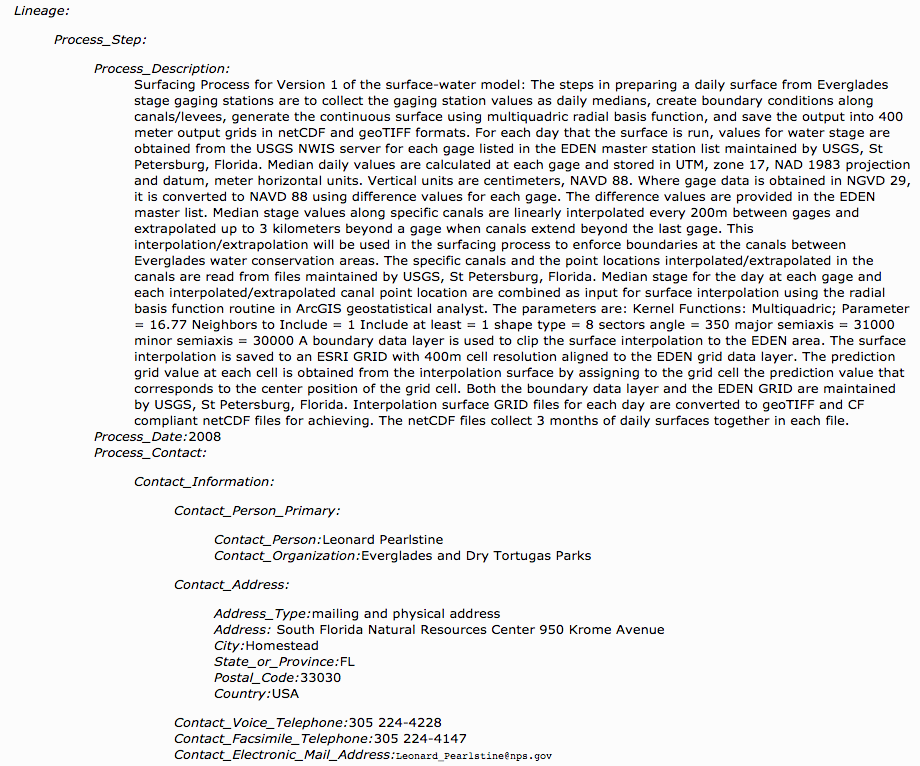 Lineage:
Process_Step:
Process_Description:
Surfacing Process for Version 1 of the surface-water model: The steps in preparing a daily surface from Everglades
stage gaging stations are to collect the gaging station values as daily medians, create boundary conditions along
canals/levees, generate the continuous surface using multiquadric radial basis function, and save the output into 400
meter output grids in netCDF and geoTIFF formats. For each day that the surface is run, values for water stage are
obtained from the USGS NWIS server for each gage listed in the EDEN master station list maintained by USGS, St
Petersburg, Florida. Median daily values are calculated at each gage and stored in UTM, zone 17, NAD 1983 projection
and datum, meter horizontal units. Vertical units are centimeters, NAVD 88. Where gage data is obtained in NGVD 29,
it is converted to NAVD 88 using difference values for each gage. The difference values are provided in the EDEN
master list. Median stage values along specific canals are linearly interpolated every 200m between gages and
extrapolated up to 3 kilometers beyond a gage when canals extend beyond the last gage. This
interpolation/extrapolation will be used in the surfacing process to enforce boundaries at the canals between
Everglades water conservation areas. The specific canals and the point locations interpolated/extrapolated in the
canals are read from files maintained by USGS, St Petersburg, Florida. Median stage for the day at each gage and
each interpolated/extrapolated canal point location are combined as input for surface interpolation using the radial
basis function routine in ArcGIS geostatistical analyst. The parameters are: Kernel Functions: Multiquadric; Parameter
= 16.77 Neighbors to Include = 1 Include at least = 1 shape type = 8 sectors angle = 350 major semiaxis = 31000
minor semiaxis = 30000 A boundary data layer is used to clip the surface interpolation to the EDEN area. The surface
interpolation is saved to an ESRI GRID with 400m cell resolution aligned to the EDEN grid data layer. The prediction
grid value at each cell is obtained from the interpolation surface by assigning to the grid cell the prediction value that
corresponds to the center position of the grid cell. Both the boundary data layer and the EDEN GRID are maintained
by USGS, St Petersburg, Florida. Interpolation surface GRID files for each day are converted to geoTIFF and CF
compliant netCDF files for achieving. The netCDF files collect 3 months of daily surfaces together in each file.
Process_Date:2008
Process_Contact:
Contact_Information:
Contact_Person_Primary:
Contact_Person:Leonard Pearlstine
Contact_Organization:Everglades and Dry Tortugas Parks
Contact_Address:
Address_Type:mailing and physical address
Address: South Florida Natural Resources Center 950 Krome Avenue
City:Homestead
State_or_Province:FL
Postal_Code:33030
Country:USA
Contact_Voice_Telephone:305 224-4228
Contact_Facsimile_Telephone:305 224-4147
Contact_Electronic_Mail_Address:Leonard_Pearlstine@nps.gov